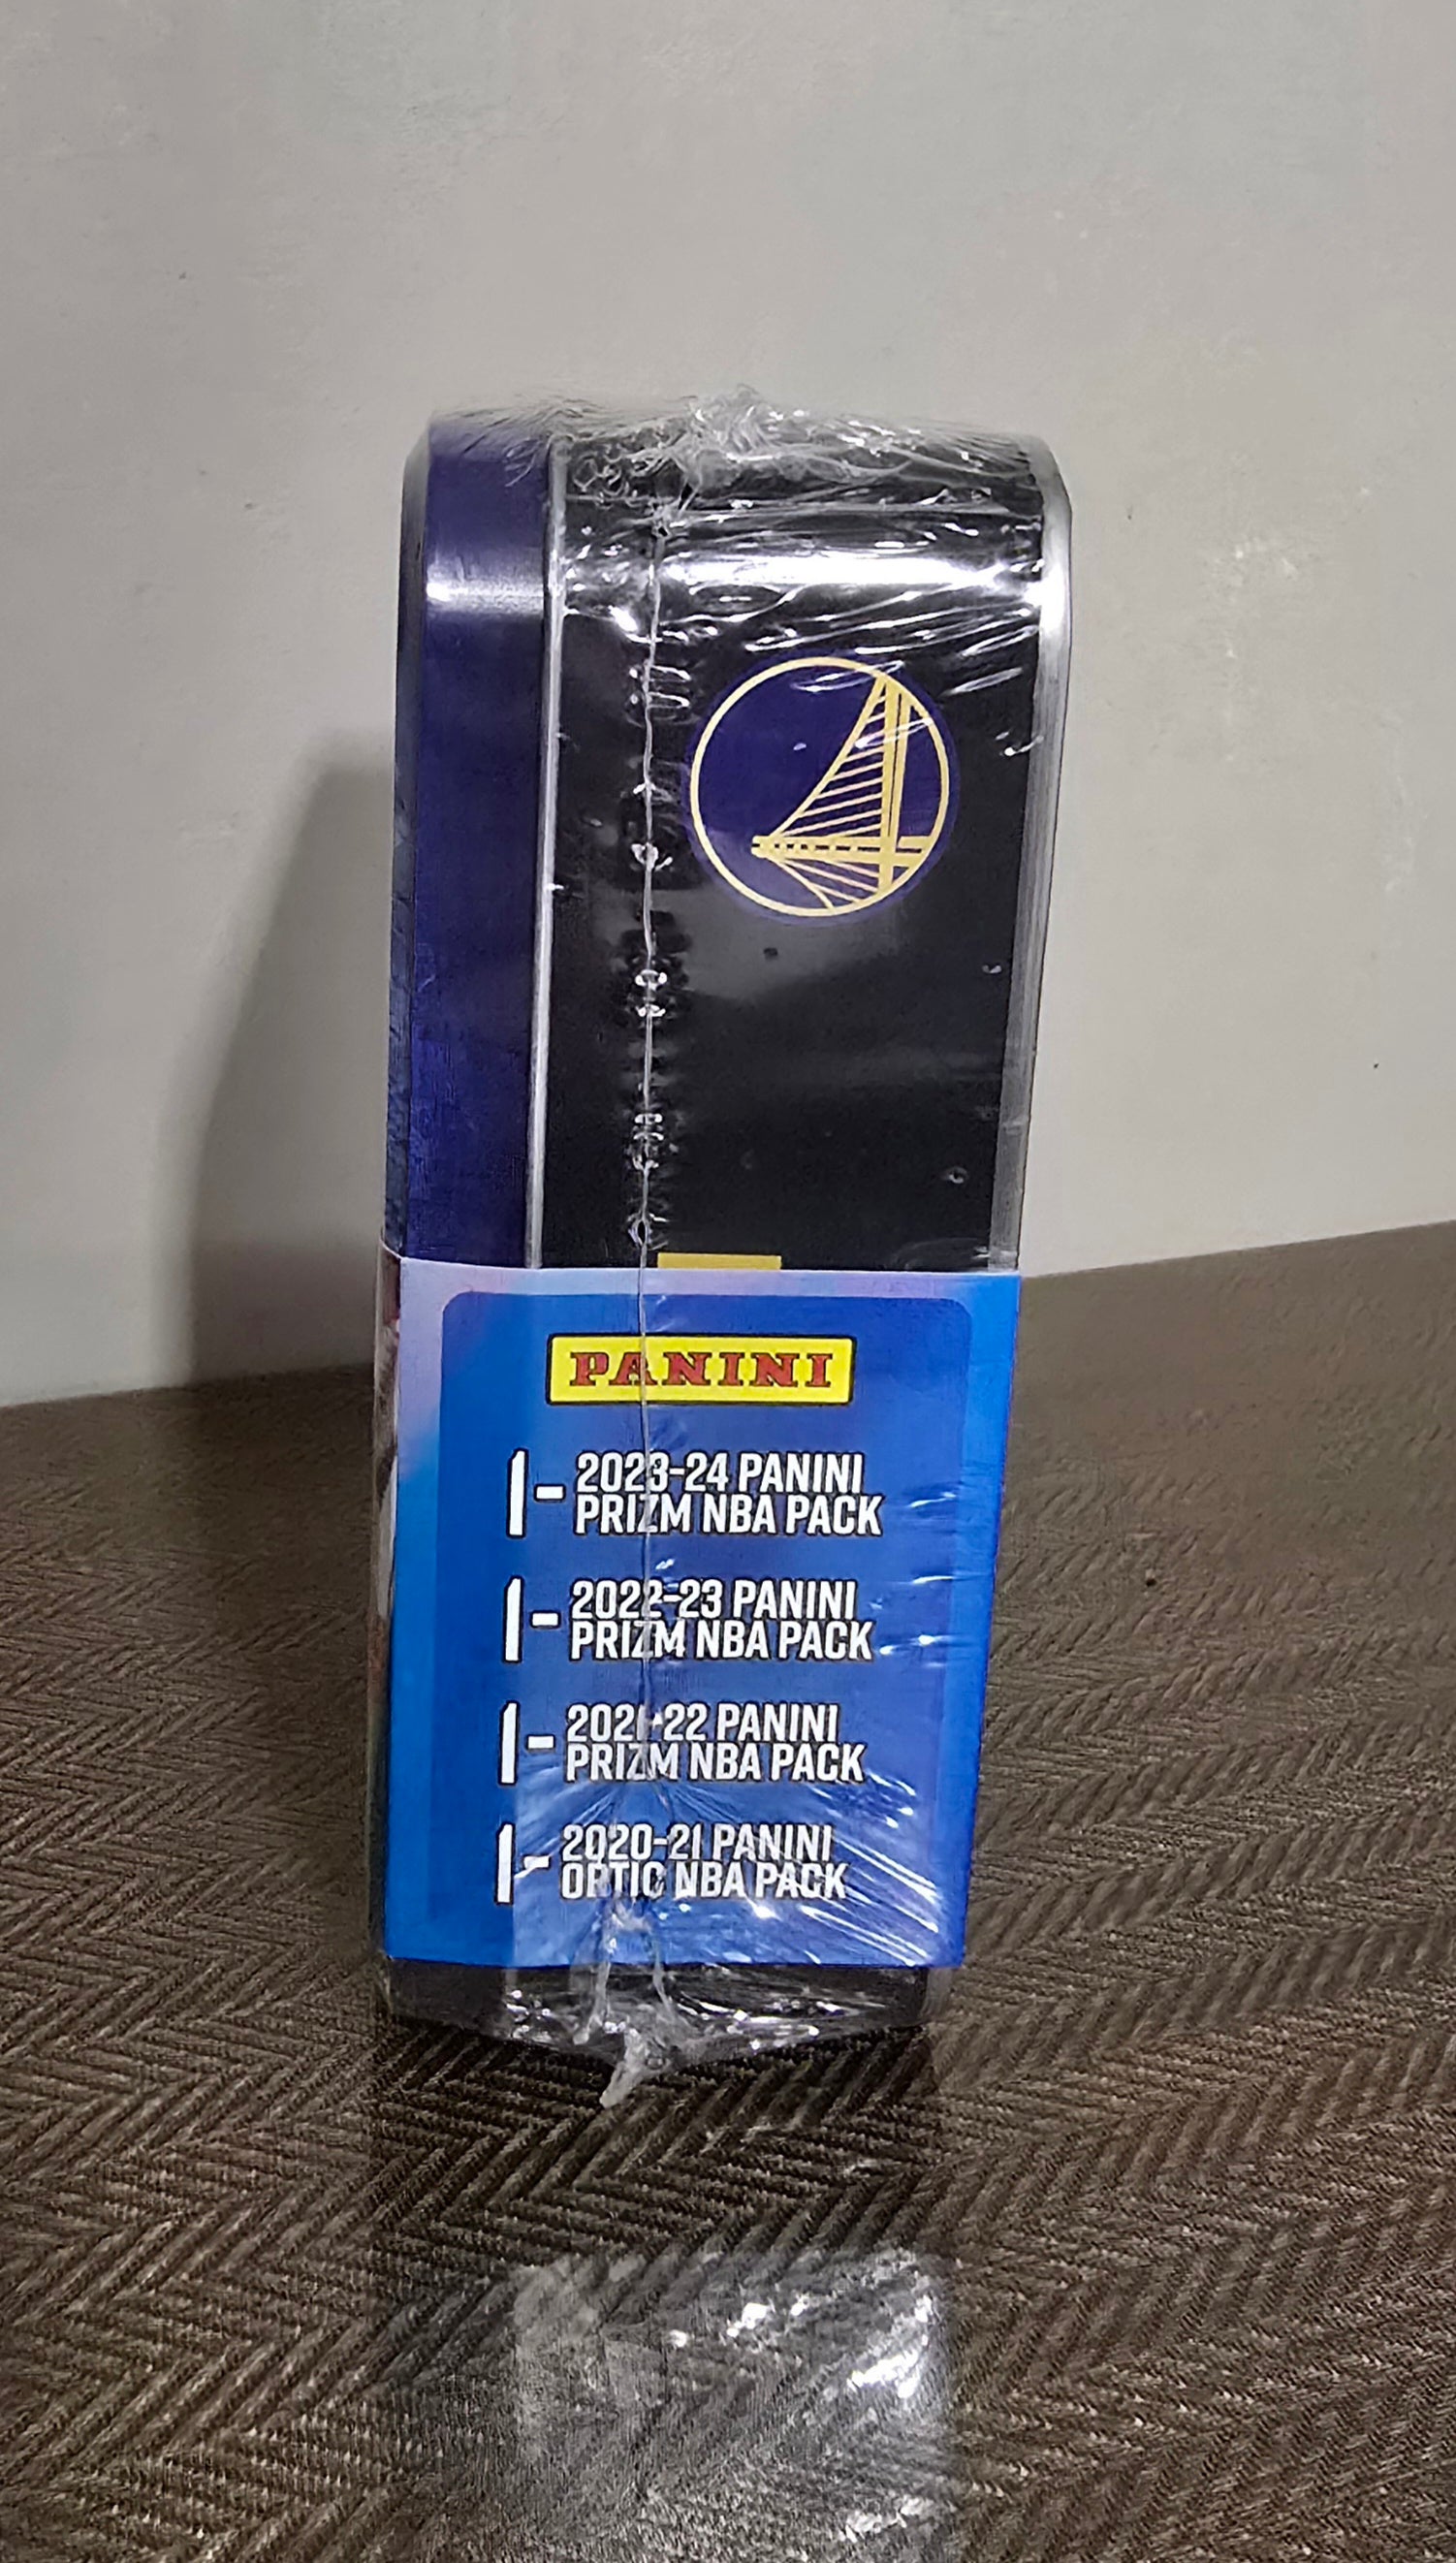 PANINI
1- 2023-24 PANINI
PRIZM NBA PACK
1- 2022-23 PANINI
PRIZM NBA PACK
1- 2021-22 PANINI
PRIZM NBA PACK
1- 2020-21 PANINI
OPTIC NBA PACK